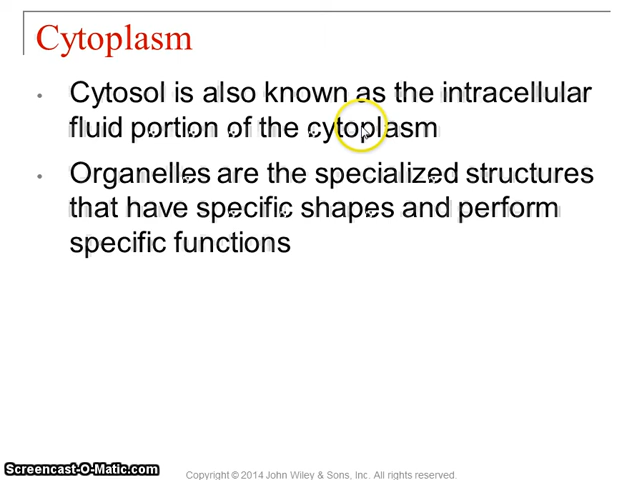 Cytoplasm
• Cytosol is also known as the intracellular
fluid portion of the cytoplasm
• Organelles are the specialized structures
that have specific shapes and perform
specific functions
Screencast-O-Matic.com
Copyright © 2014 John Wiley & Sons, Inc. All rights reserved.